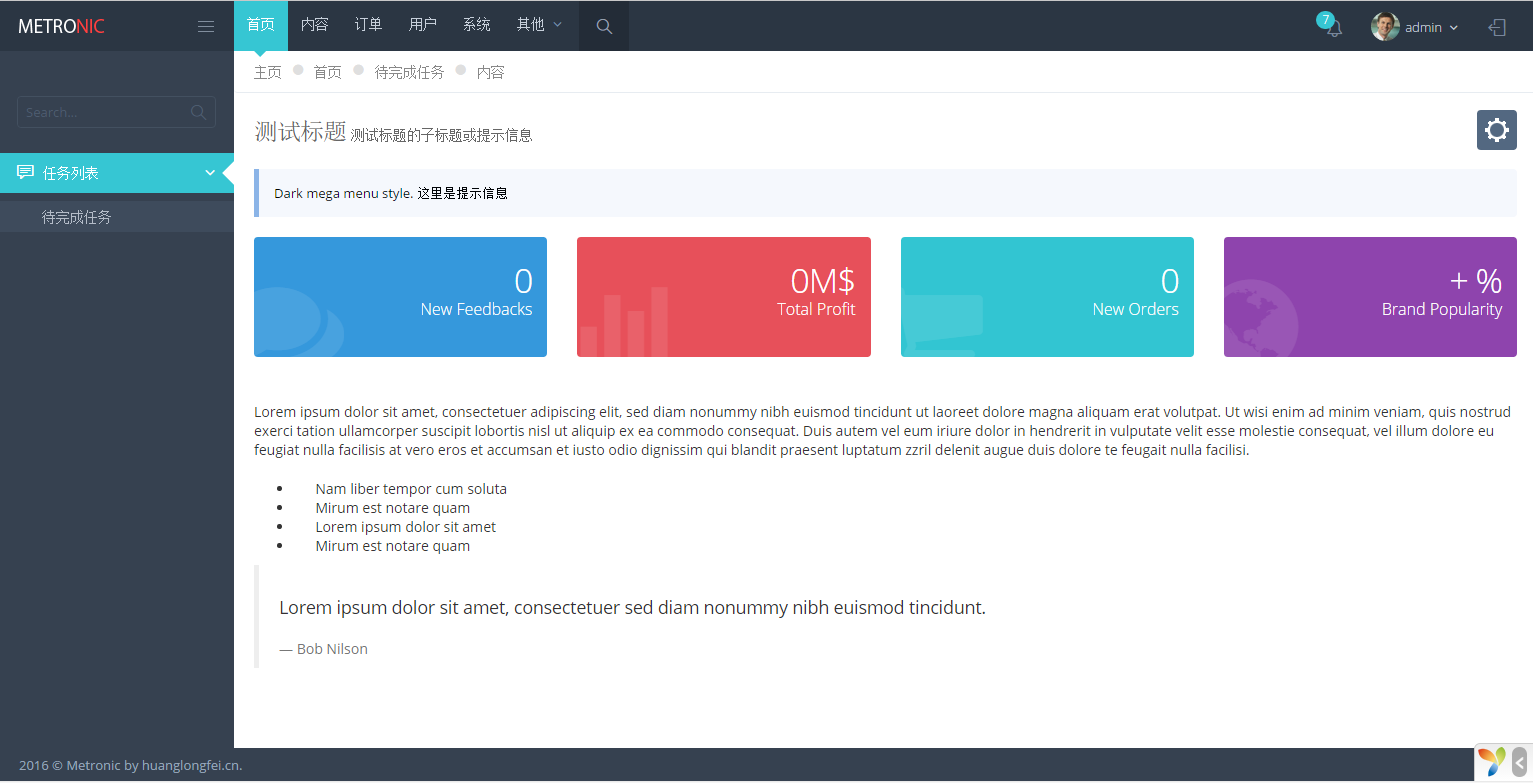 METRONIC
首页 内容 订单 用户 系统 其他
7
admin
Search...
任务列表
待完成任务
主页 首页 待完成任务 内容
测试标题 测试标题的子标题或提示信息
Dark mega menu style. 这里是提示信息
0
New Feedbacks
0M$
Total Profit
0
New Orders
+ %
Brand Popularity
Lorem ipsum dolor sit amet, consectetuer adipiscing elit, sed diam nonummy nibh euismod tincidunt ut laoreet dolore magna aliquam erat volutpat. Ut wisi enim ad minim veniam, quis nostrud
exerci tation ullamcorper suscipit lobortis nisl ut aliquip ex ea commodo consequat. Duis autem vel eum iriure dolor in hendrerit in vulputate velit esse molestie consequat, vel illum dolore eu
feugiat nulla facilisis at vero eros et accumsan et iusto odio dignissim qui blandit praesent luptatum zzril delenit augue duis dolore te feugait nulla facilisi.
• Nam liber tempor cum soluta
• Mirum est notare quam
• Lorem ipsum dolor sit amet
• Mirum est notare quam
Lorem ipsum dolor sit amet, consectetuer sed diam nonummy nibh euismod tincidunt.
— Bob Nilson
2016 © Metronic by huanglongfei.cn.